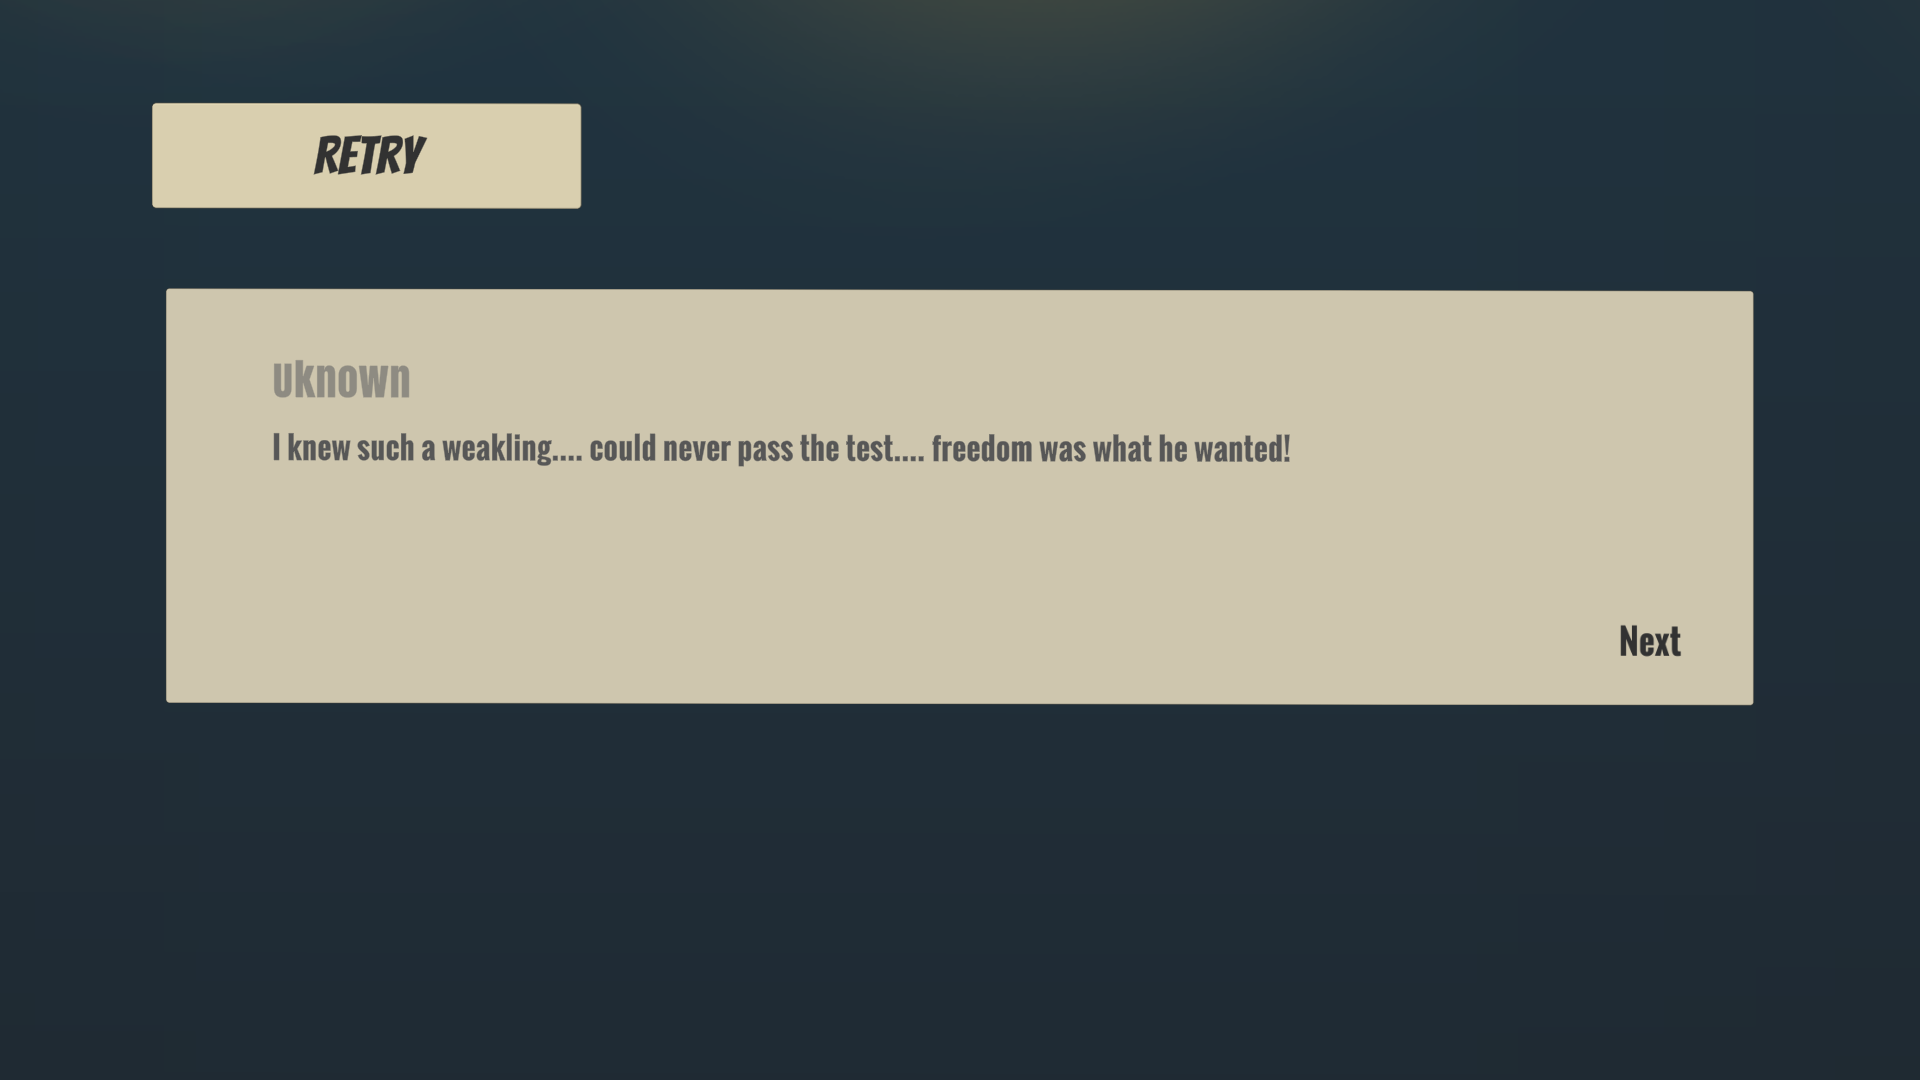 RETRY
Uknown
I knew such a weakling.... could never pass the test.... freedom was what he wanted!
Next